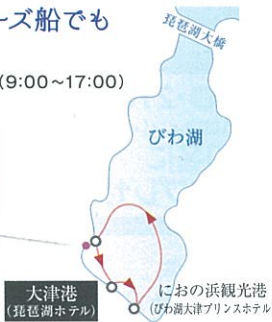 ーズ船でも
(9:00～17:00)
琵琶湖大橋
びわ湖
大津港
(琵琶湖ホテル)
におの浜観光港
(びわ湖大津プリンスホテル